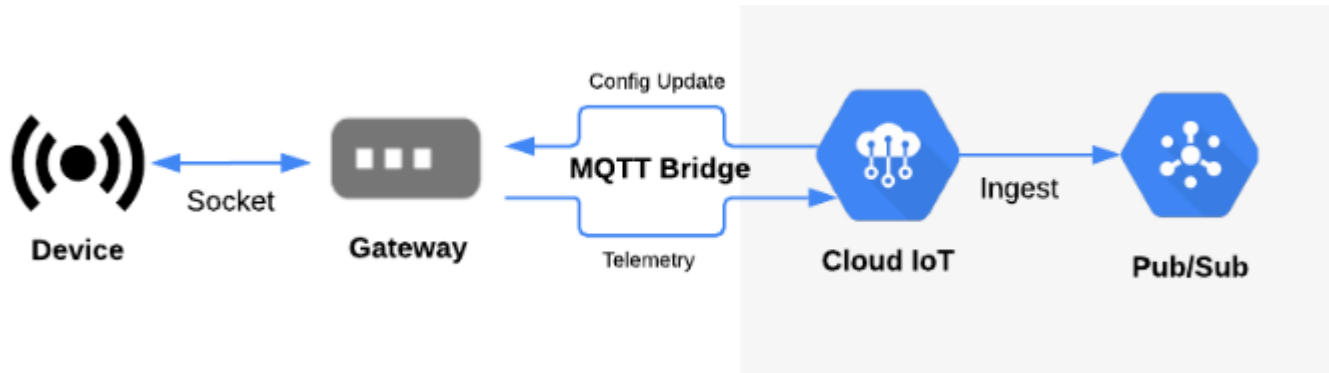 Config Update
MQTT Bridge
Socket
Ingest
Device
Gateway
Telemetry
Cloud IoT
Pub/Sub